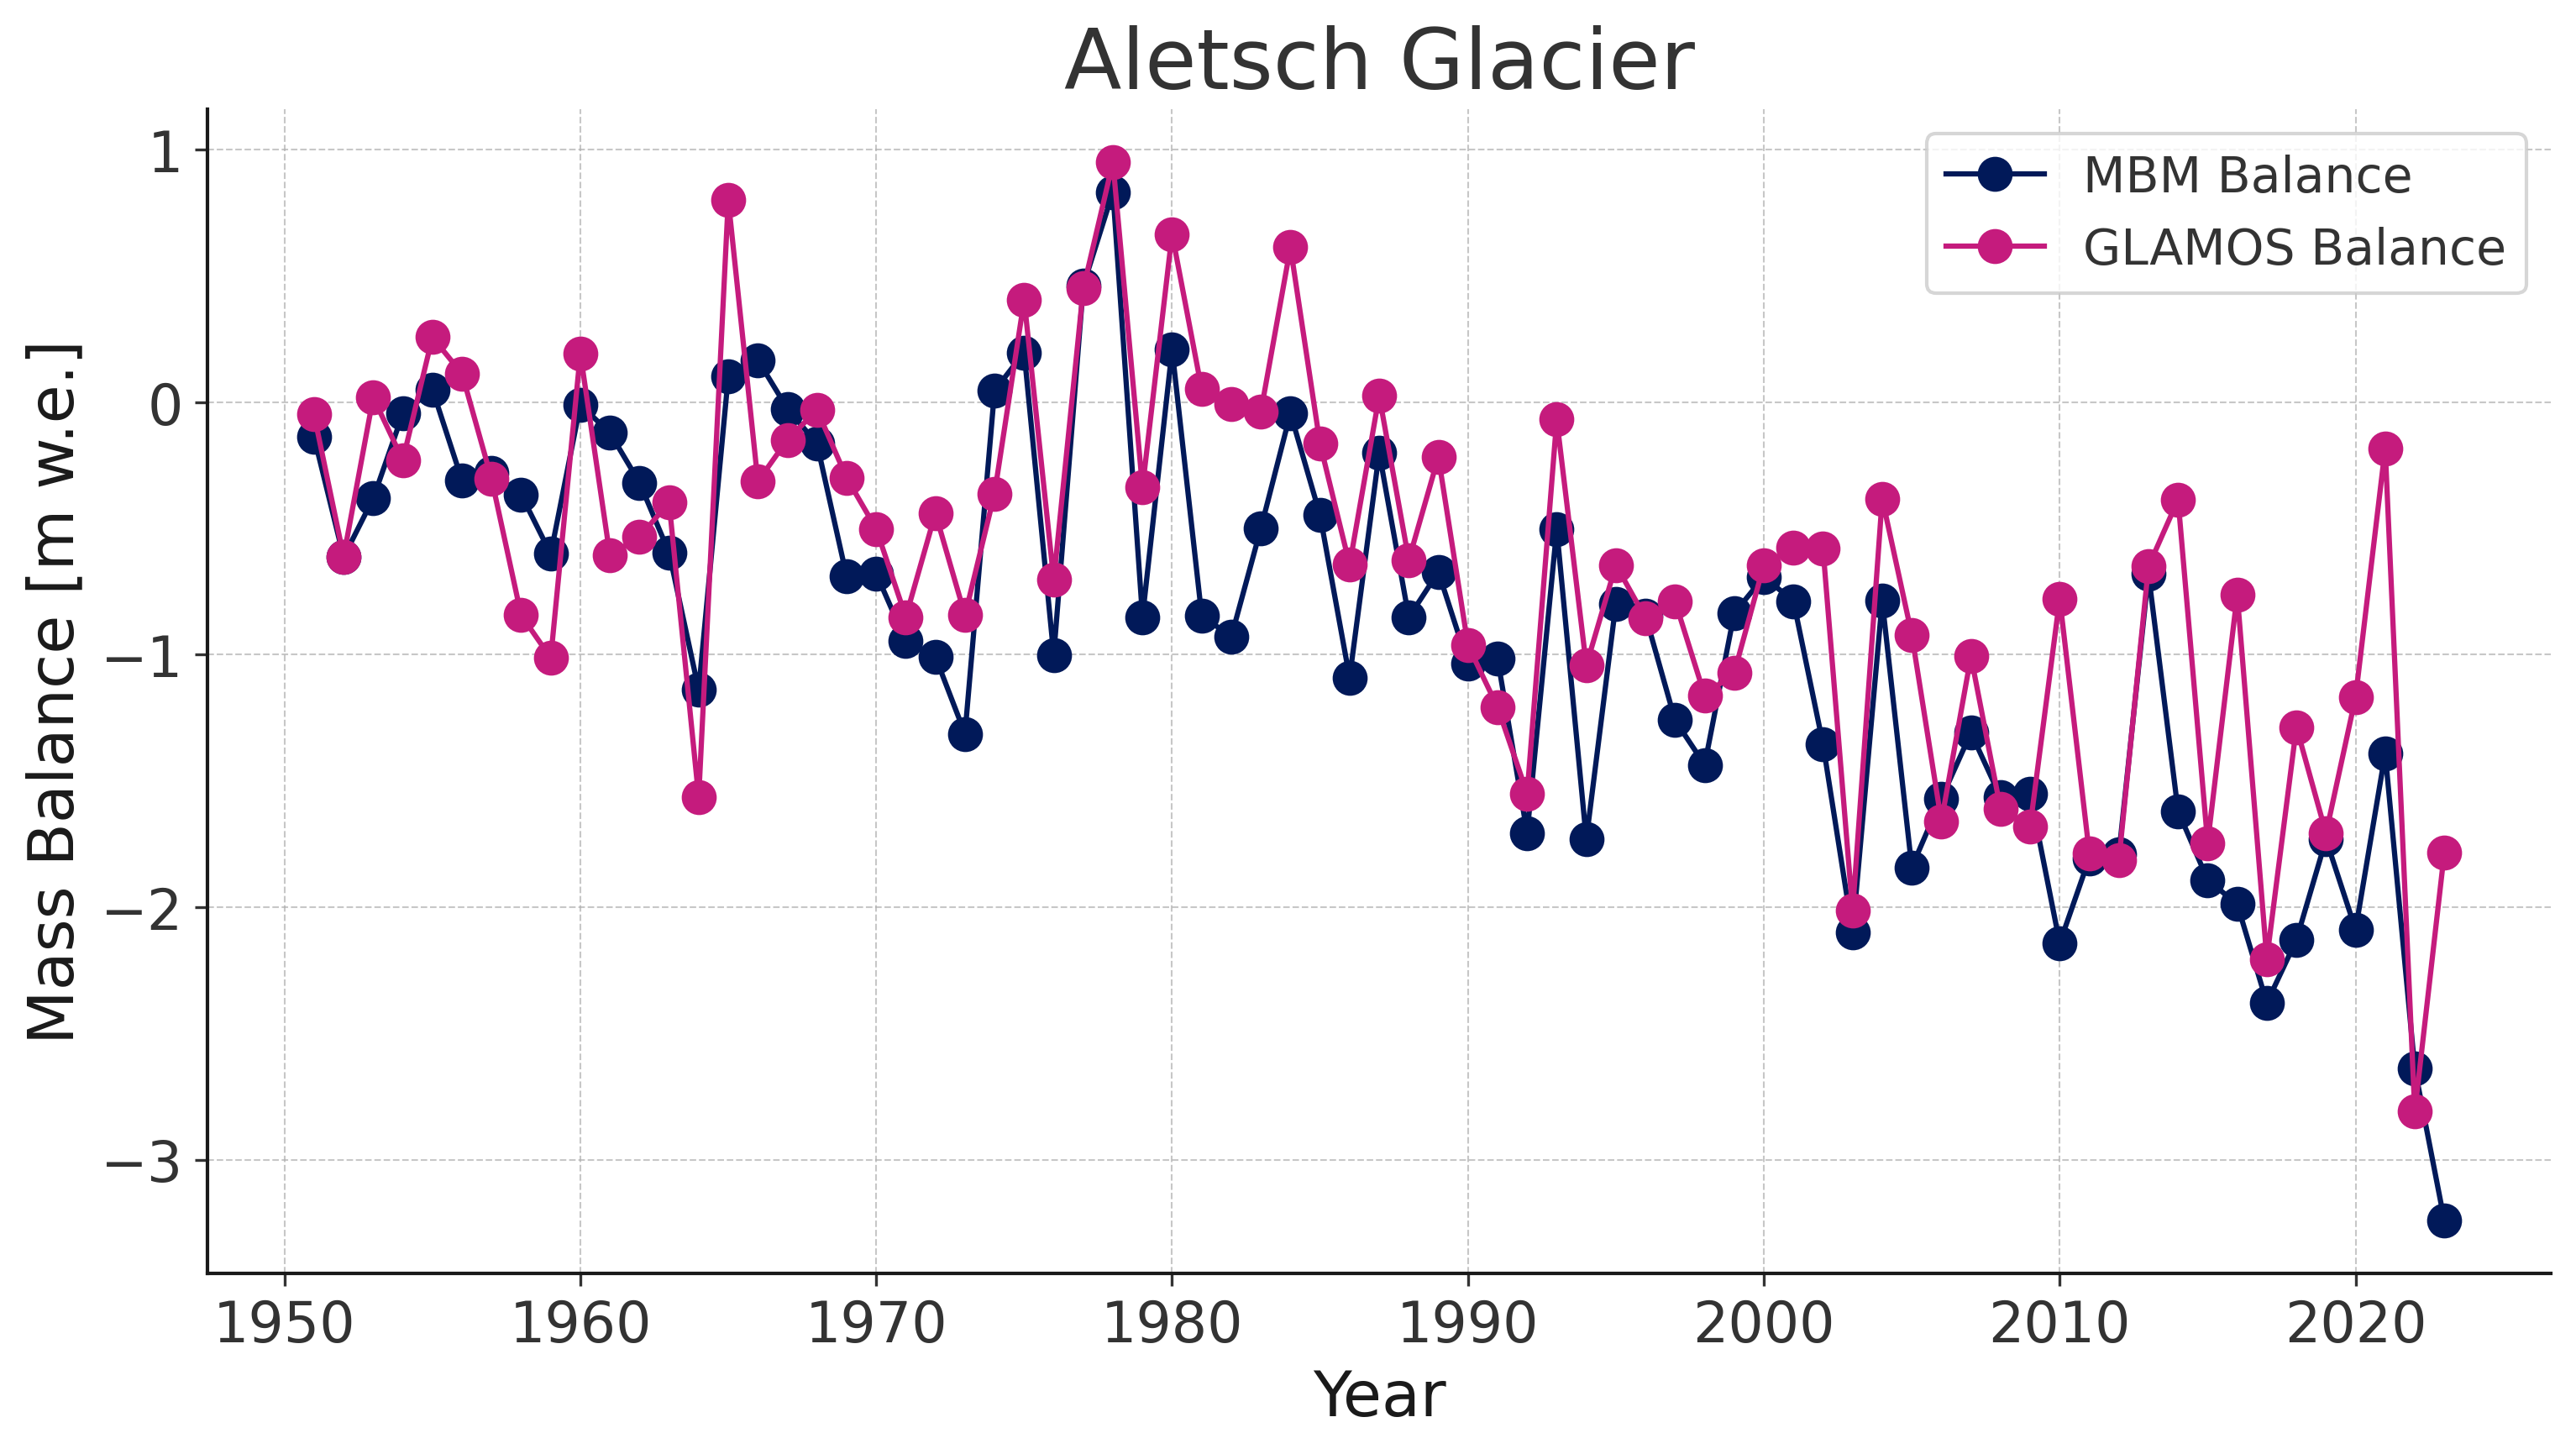 Aletsch Glacier
MBM Balance
GLAMOS Balance
Mass Balance [m w.e.]
1
0
−1
−2
−3
1950 1960 1970 1980 1990 2000 2010 2020
Year